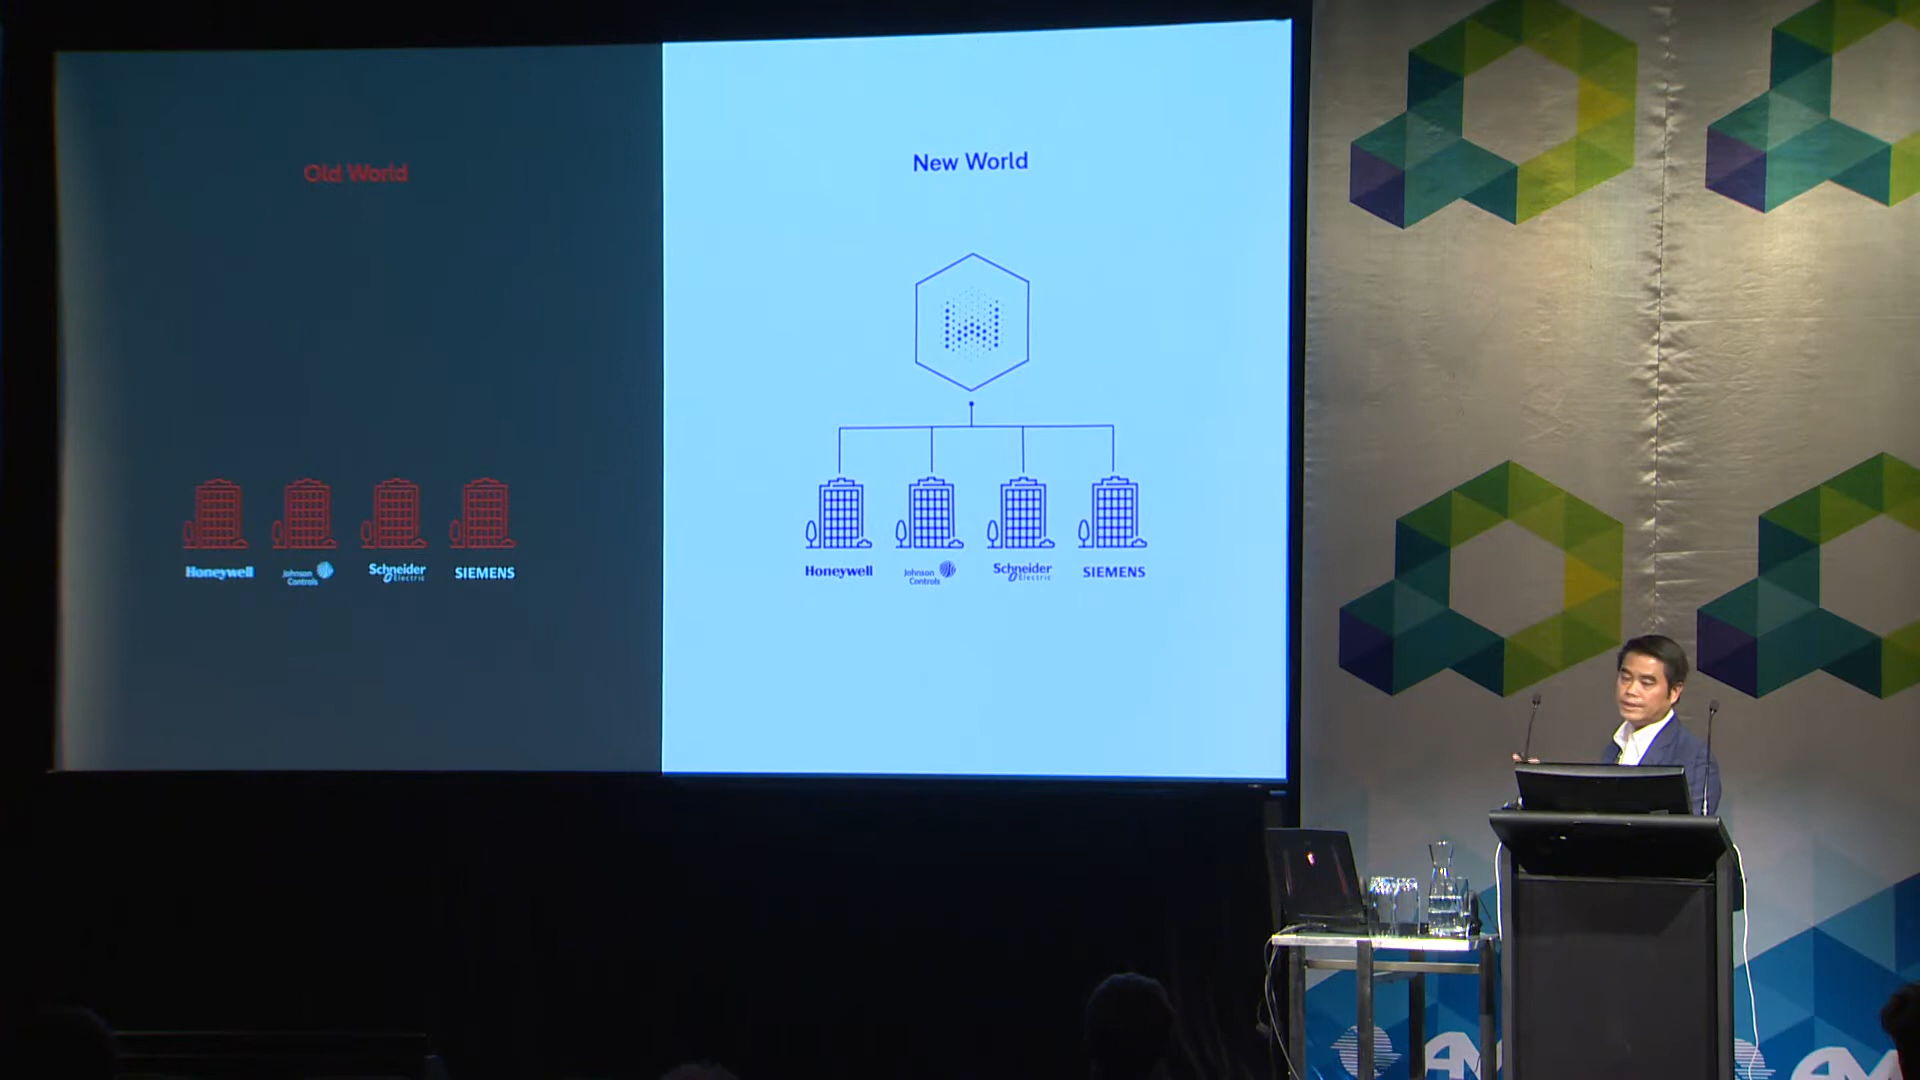 Old World
Honeywell
Johnson
Controls
Schneider
Electric
SIEMENS
New World
Honeywell
Johnson
Controls
Schneider
Electric
SIEMENS